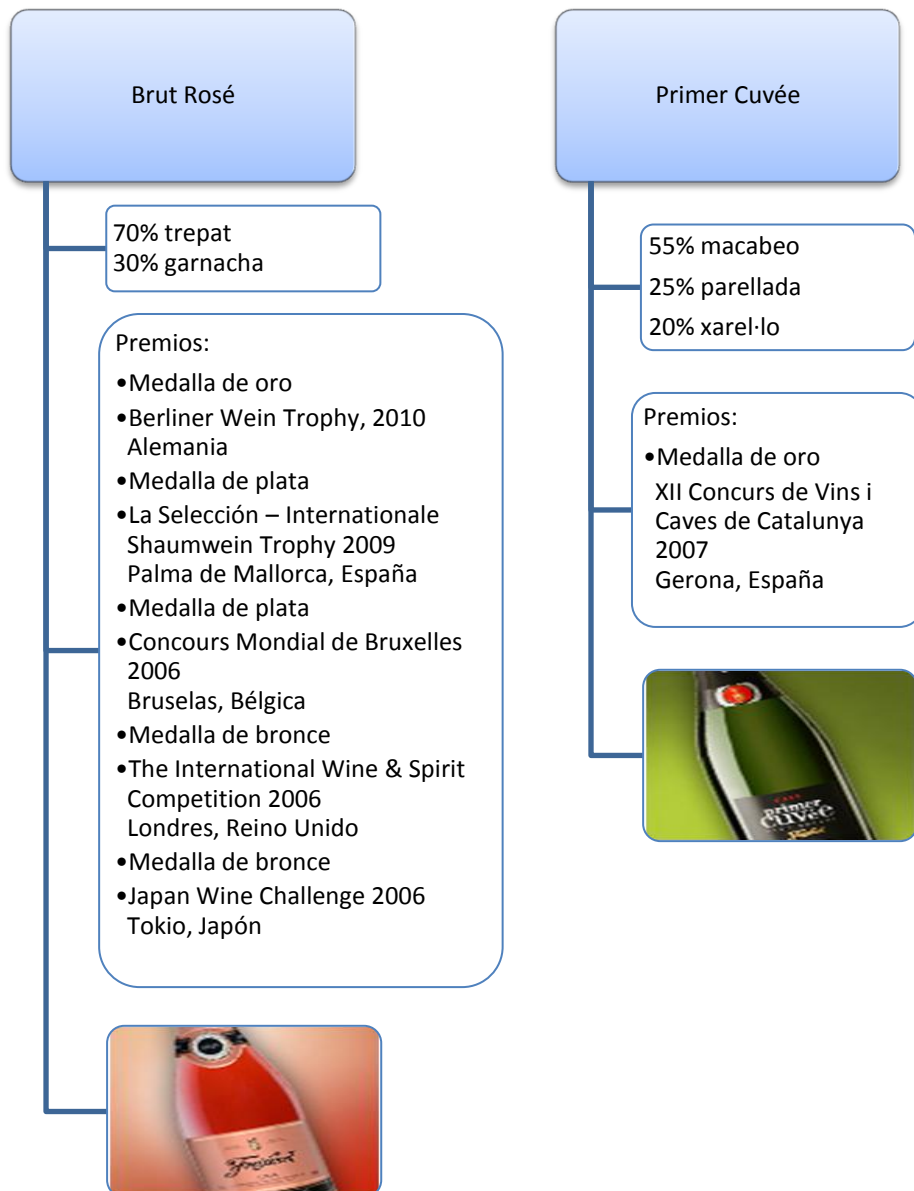 Brut Rosé
70% trepat
30% garnacha
Premios:
•Medalla de oro
•Berliner Wein Trophy, 2010
Alemania
•Medalla de plata
•La Selección – Internationale
Shaumwein Trophy 2009
Palma de Mallorca, España
•Medalla de plata
•Concours Mondial de Bruxelles
2006
Bruselas, Bélgica
•Medalla de bronce
•The International Wine & Spirit
Competition 2006
Londres, Reino Unido
•Medalla de bronce
•Japan Wine Challenge 2006
Tokio, Japón
Freixenet
Primer Cuvée
55% macabeo
25% parellada
20% xarel·lo
Premios:
•Medalla de oro
XII Concurs de Vins i
Caves de Catalunya
2007
Gerona, España
primer
cuvée